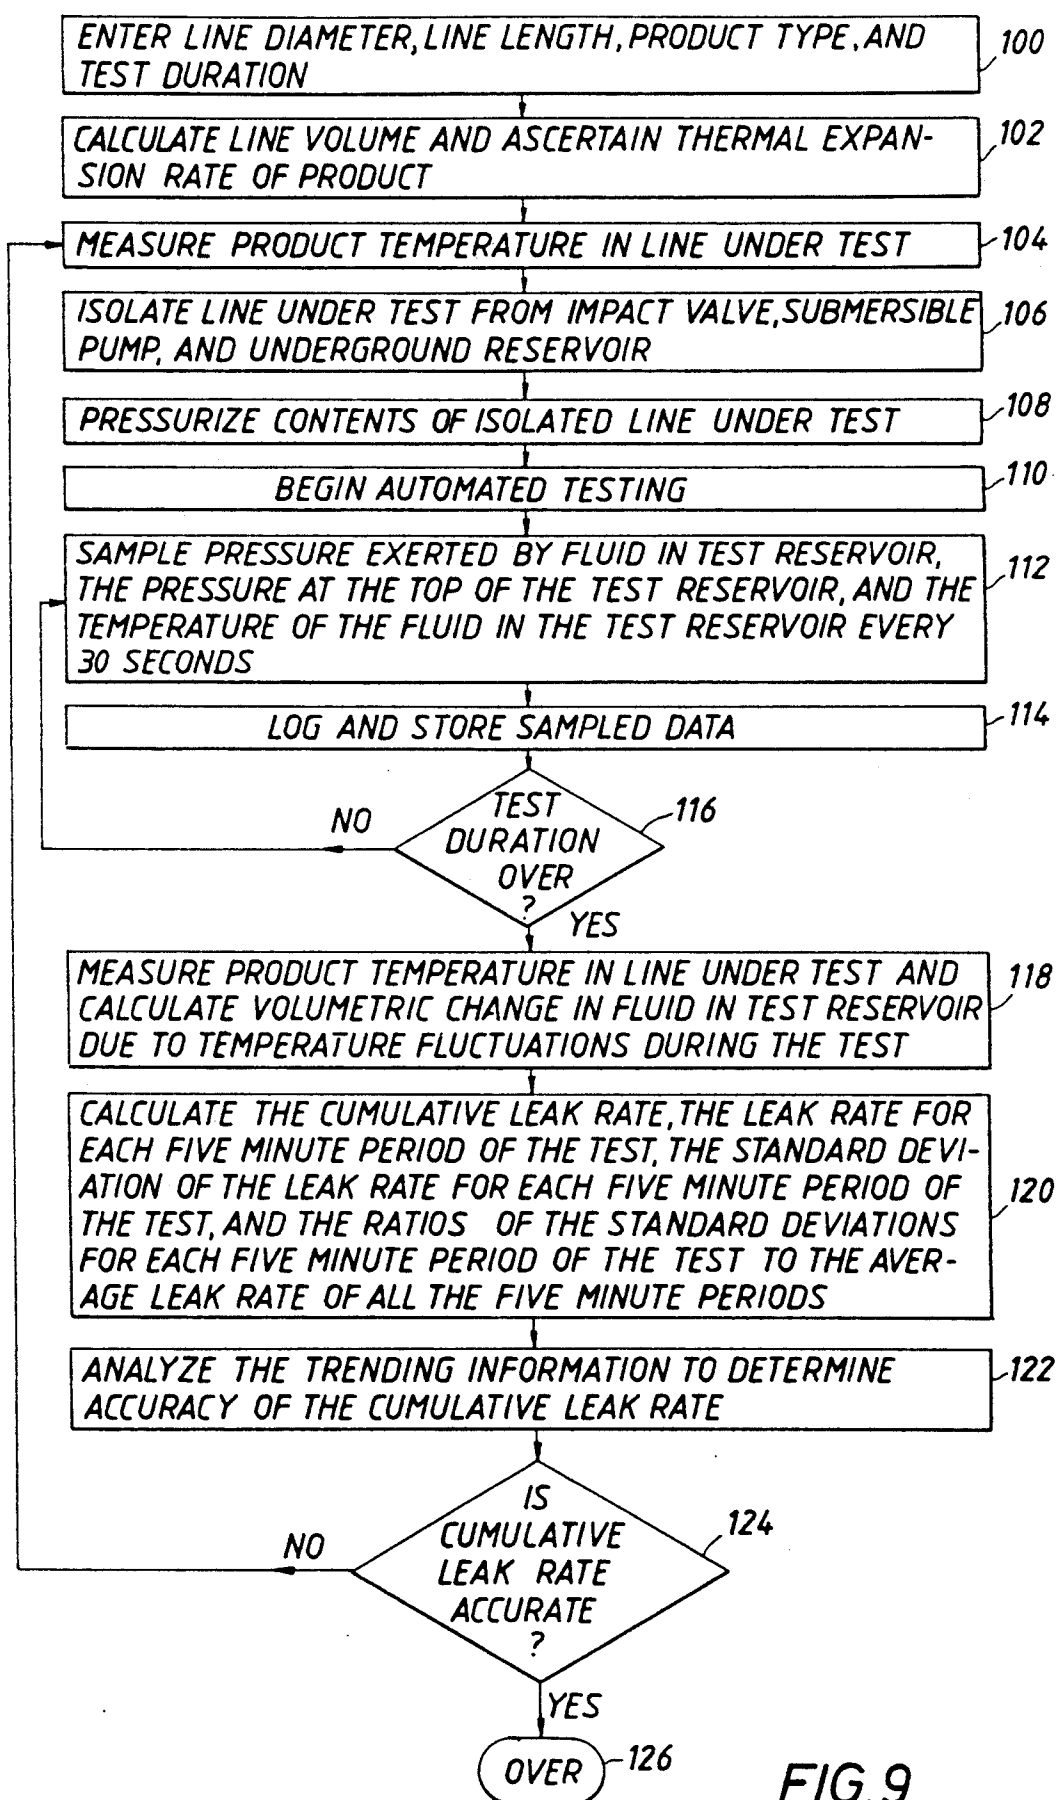 ENTER LINE DIAMETER, LINE LENGTH, PRODUCT TYPE, AND
TEST DURATION
100
CALCULATE LINE VOLUME AND ASCERTAIN THERMAL EXPAN-
SION RATE OF PRODUCT
102
MEASURE PRODUCT TEMPERATURE IN LINE UNDER TEST
104
ISOLATE LINE UNDER TEST FROM IMPACT VALVE, SUBMERSIBLE
PUMP, AND UNDERGROUND RESERVOIR
106
PRESSURIZE CONTENTS OF ISOLATED LINE UNDER TEST
108
BEGIN AUTOMATED TESTING
110
SAMPLE PRESSURE EXERTED BY FLUID IN TEST RESERVOIR,
THE PRESSURE AT THE TOP OF THE TEST RESERVOIR, AND THE
TEMPERATURE OF THE FLUID IN THE TEST RESERVOIR EVERY
30 SECONDS
112
LOG AND STORE SAMPLED DATA
114
TEST
DURATION
OVER
?
116
NO
YES
MEASURE PRODUCT TEMPERATURE IN LINE UNDER TEST AND
CALCULATE VOLUMETRIC CHANGE IN FLUID IN TEST RESERVOIR
DUE TO TEMPERATURE FLUCTUATIONS DURING THE TEST
118
CALCULATE THE CUMULATIVE LEAK RATE, THE LEAK RATE FOR
EACH FIVE MINUTE PERIOD OF THE TEST, THE STANDARD DEVI-
ATION OF THE LEAK RATE FOR EACH FIVE MINUTE PERIOD OF
THE TEST, AND THE RATIOS OF THE STANDARD DEVIATIONS
FOR EACH FIVE MINUTE PERIOD OF THE TEST TO THE AVER-
AGE LEAK RATE OF ALL THE FIVE MINUTE PERIODS
120
ANALYZE THE TRENDING INFORMATION TO DETERMINE
ACCURACY OF THE CUMULATIVE LEAK RATE
122
IS
CUMULATIVE
LEAK RATE
ACCURATE
?
124
NO
YES
OVER
126
FIG. 9